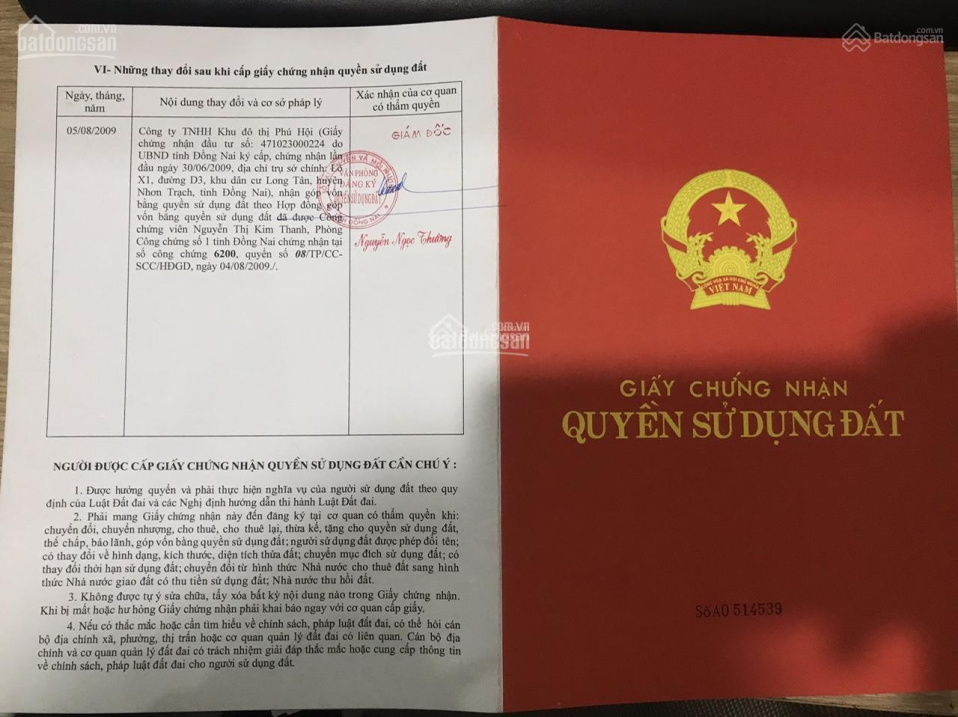 batdongsan
.com.vn
Batdongsan
.com.vn
VI- Những thay đổi sau khi cấp giấy chứng nhận quyền sử dụng đất
Ngày, tháng,
năm
Nội dung thay đổi và cơ sở pháp lý
Xác nhận của cơ quan
có thẩm quyền
05/08/2009
Công ty TNHH Khu đô thị Phú Hội (Giấy
chứng nhận đầu tư số: 471023000224 do
UBND tỉnh Đồng Nai ký cấp, chứng nhận lần
đầu ngày 30/06/2009, địa chỉ trụ sở chính: Lô
X1, đường D3, khu dân cư Long Tân, huyện
Nhơn Trạch, tỉnh Đồng Nai), nhận góp vốn
bằng quyền sử dụng đất theo Hợp đồng góp
vốn bằng quyền sử dụng đất đã được Công
chứng viên Nguyễn Thị Kim Thanh, Phòng
Công chứng số 1 tỉnh Đồng Nai chứng nhận tại
số công chứng 6200, quyển số 08/TP/CC-
SCC/HĐGD, ngày 04/08/2009./.
GIÁM ĐỐC
VĂN PHÒNG
ĐĂNG KÝ
QUYỀN SỬ DỤNG ĐẤT
Nguyễn Ngọc Thường
batdongsan
.com.vn
NGƯỜI ĐƯỢC CẤP GIẤY CHỨNG NHẬN QUYỀN SỬ DỤNG ĐẤT CẦN CHÚ Ý :
1. Được hưởng quyền và phải thực hiện nghĩa vụ của người sử dụng đất theo quy
định của Luật Đất đai và các Nghị định hướng dẫn thi hành Luật Đất đai.
2. Phải mang Giấy chứng nhận này đến đăng ký tại cơ quan có thẩm quyền khi:
chuyển đổi, chuyển nhượng, cho thuê, cho thuê lại, thừa kế, tặng cho quyền sử dụng đất,
thế chấp, bảo lãnh, góp vốn bằng quyền sử dụng đất; người sử dụng đất được phép đổi tên;
có thay đổi về hình dạng, kích thước, diện tích thửa đất; chuyển mục đích sử dụng đất; có
thay đổi thời hạn sử dụng đất; chuyển đổi từ hình thức Nhà nước cho thuê đất sang hình
thức Nhà nước giao đất có thu tiền sử dụng đất; Nhà nước thu hồi đất.
3. Không được tự ý sửa chữa, tẩy xóa bất kỳ nội dung nào trong Giấy chứng nhận.
Khi bị mất hoặc hư hỏng Giấy chứng nhận phải khai báo ngay với cơ quan cấp giấy.
4. Nếu có thắc mắc hoặc cần tìm hiểu về chính sách, pháp luật đất đai, có thể hỏi cán
bộ địa chính xã, phường, thị trấn hoặc cơ quan quản lý đất đai có liên quan. Cán bộ địa
chính và cơ quan quản lý đất đai có trách nhiệm giải đáp thắc mắc hoặc cung cấp thông tin
về chính sách, pháp luật đất đai cho người sử dụng đất.
VIỆT NAM
GIẤY CHỨNG NHẬN
QUYỀN SỬ DỤNG ĐẤT
Số AO 514539